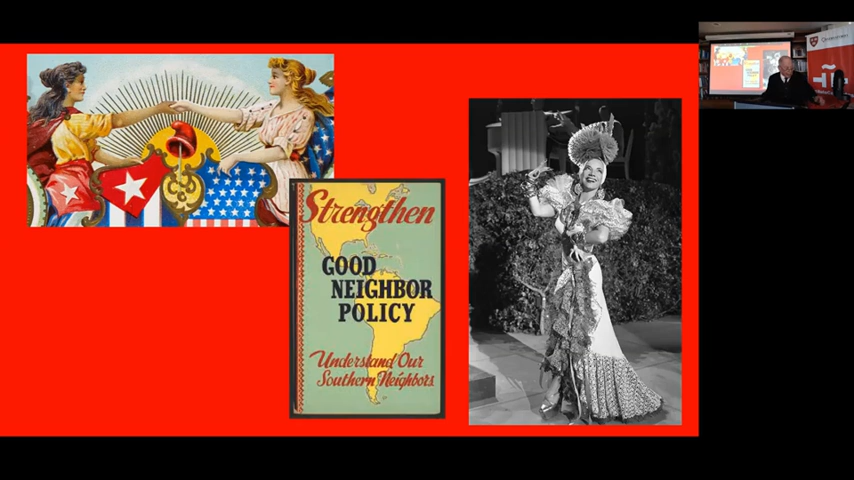 Strengthen
GOOD
NEIGHBOR
POLICY
Understand Our
Southern Neighbors